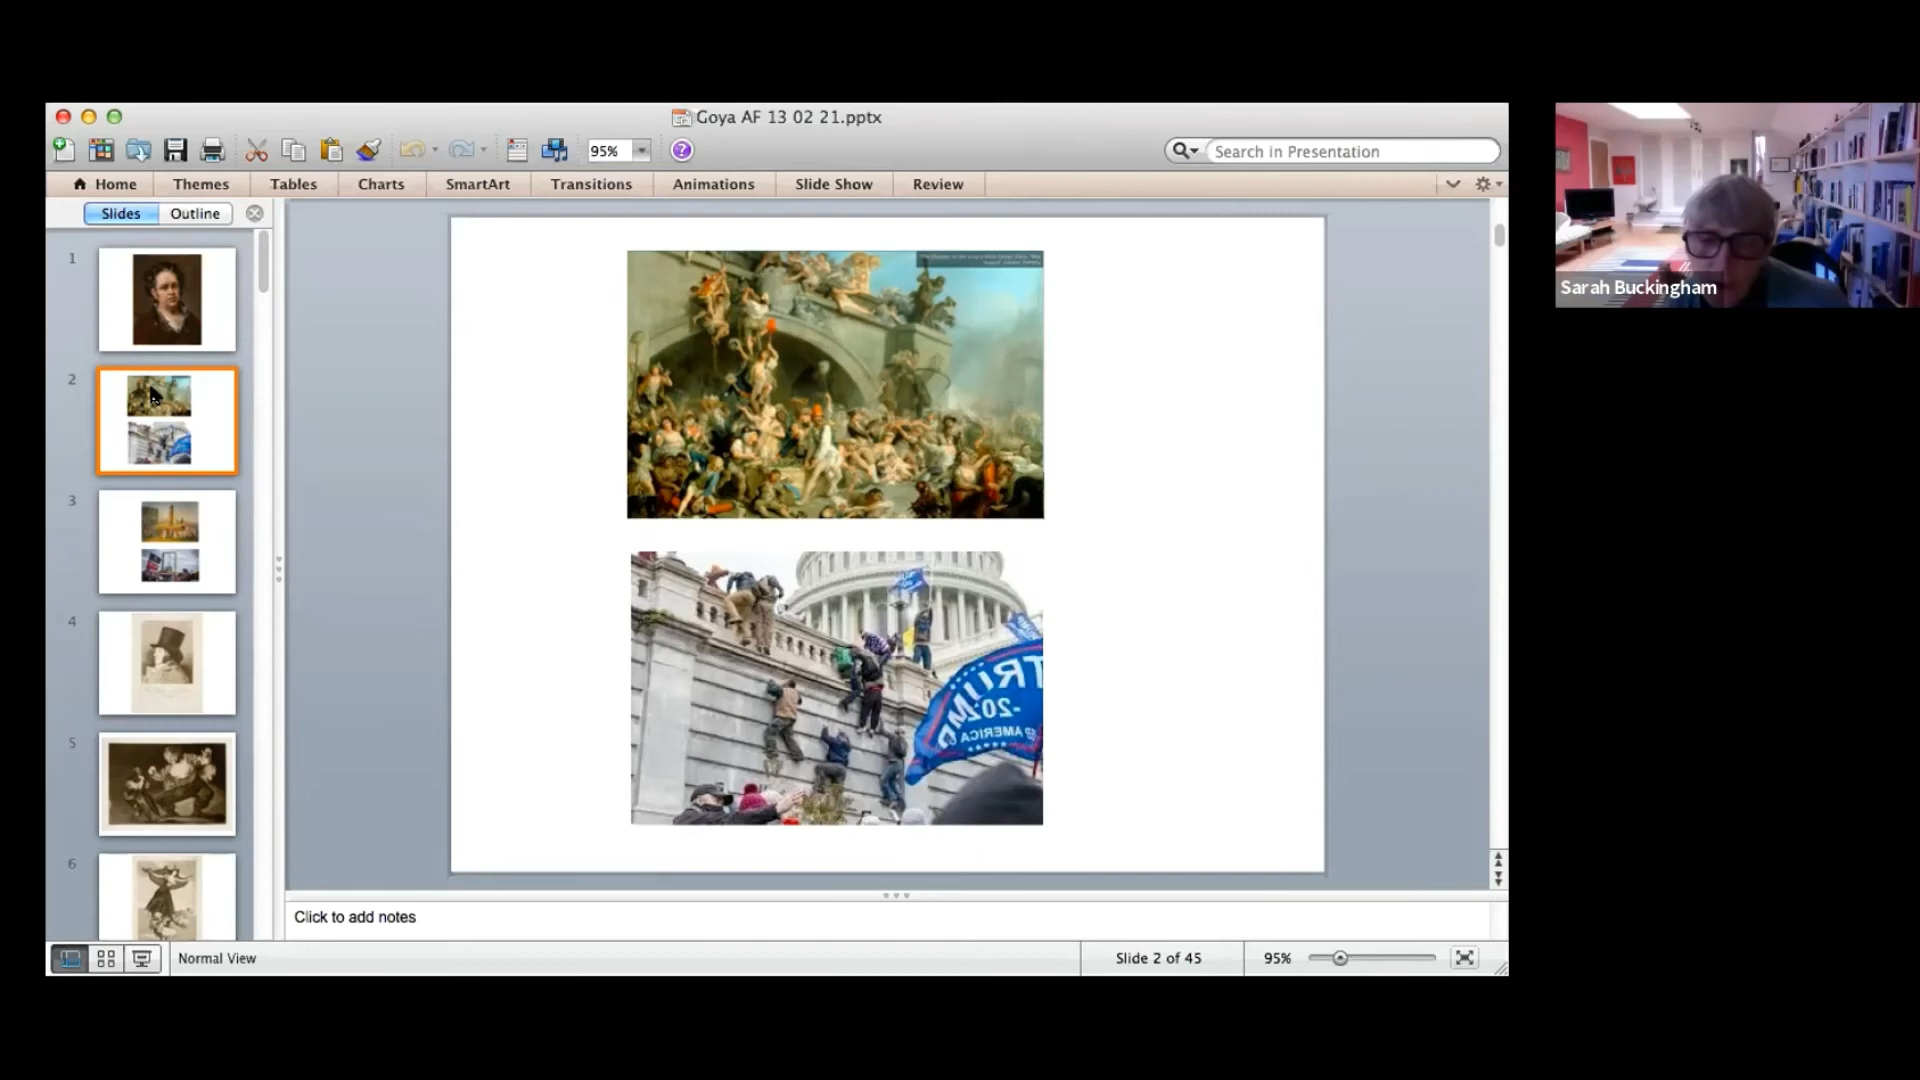 Goya AF 13 02 21.pptx
95%
Search in Presentation
Home Themes Tables Charts SmartArt Transitions Animations Slide Show Review
Slides Outline
1
2
3
4
5
6
TRUMP
-2020-
AMERICA
Click to add notes
Normal View
Slide 2 of 45
95%
Sarah Buckingham